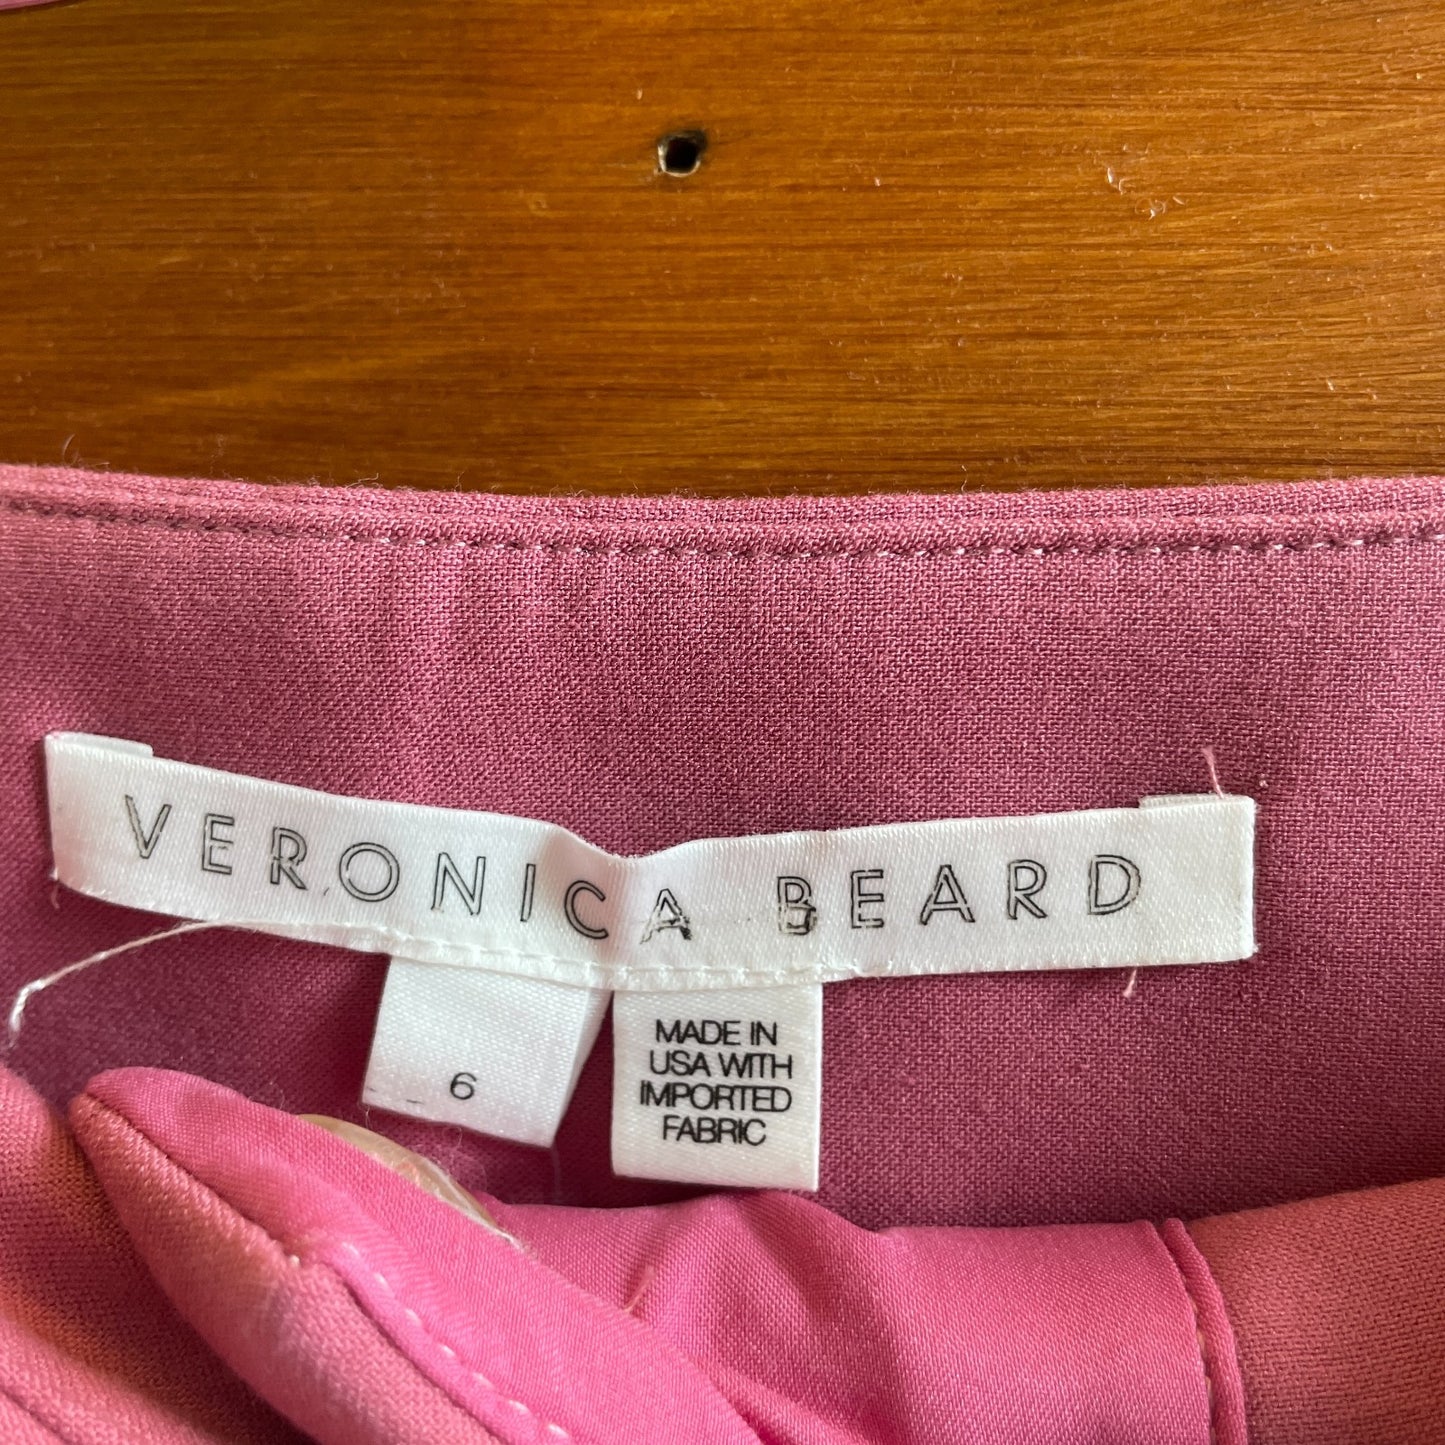 VERONICA BEARD
6
MADE IN
USA WITH
IMPORTED
FABRIC